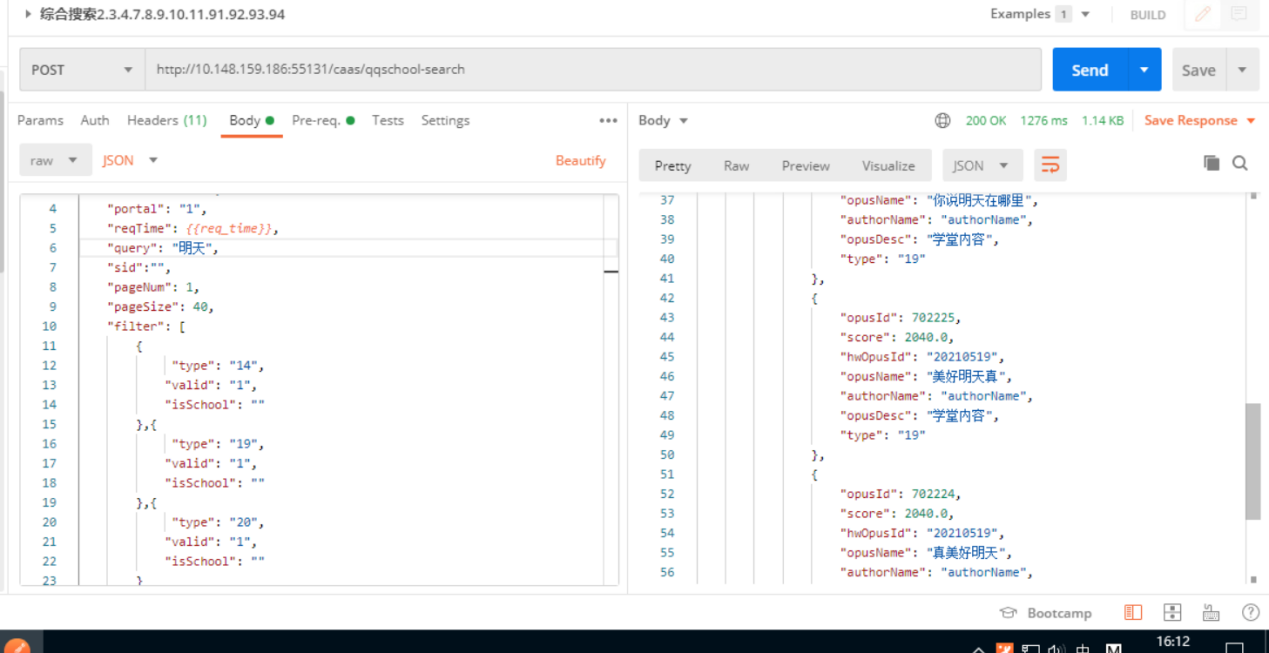 综合搜索2.3.4.7.8.9.10.11.91.92.93.94
Examples 1
BUILD
POST
http://10.148.159.186:55131/caas/qqschool-search
Send
Save
Params Auth Headers (11) Body Pre-req. Tests Settings
raw JSON Beautify
4 "portal": "1",
5 "reqTime": {{req_time}},
6 "query": "明天",
7 "sid":"",
8 "pageNum": 1,
9 "pageSize": 40,
10 "filter": [
11 {
12 "type": "14",
13 "valid": "1",
14 "isSchool": ""
15 },{
16 "type": "19",
17 "valid": "1",
18 "isSchool": ""
19 },{
20 "type": "20",
21 "valid": "1",
22 "isSchool": ""
23 }
Body 200 OK 1276 ms 1.14 KB Save Response
Pretty Raw Preview Visualize JSON
37 "opusName": "你说明天在哪里",
38 "authorName": "authorName",
39 "opusDesc": "学堂内容",
40 "type": "19"
41 },
42 {
43 "opusId": 702225,
44 "score": 2040.0,
45 "hwOpusId": "20210519",
46 "opusName": "美好明天真",
47 "authorName": "authorName",
48 "opusDesc": "学堂内容",
49 "type": "19"
50 },
51 {
52 "opusId": 702224,
53 "score": 2040.0,
54 "hwOpusId": "20210519",
55 "opusName": "真美好明天",
56 "authorName": "authorName",
Bootcamp
中 M 16:12